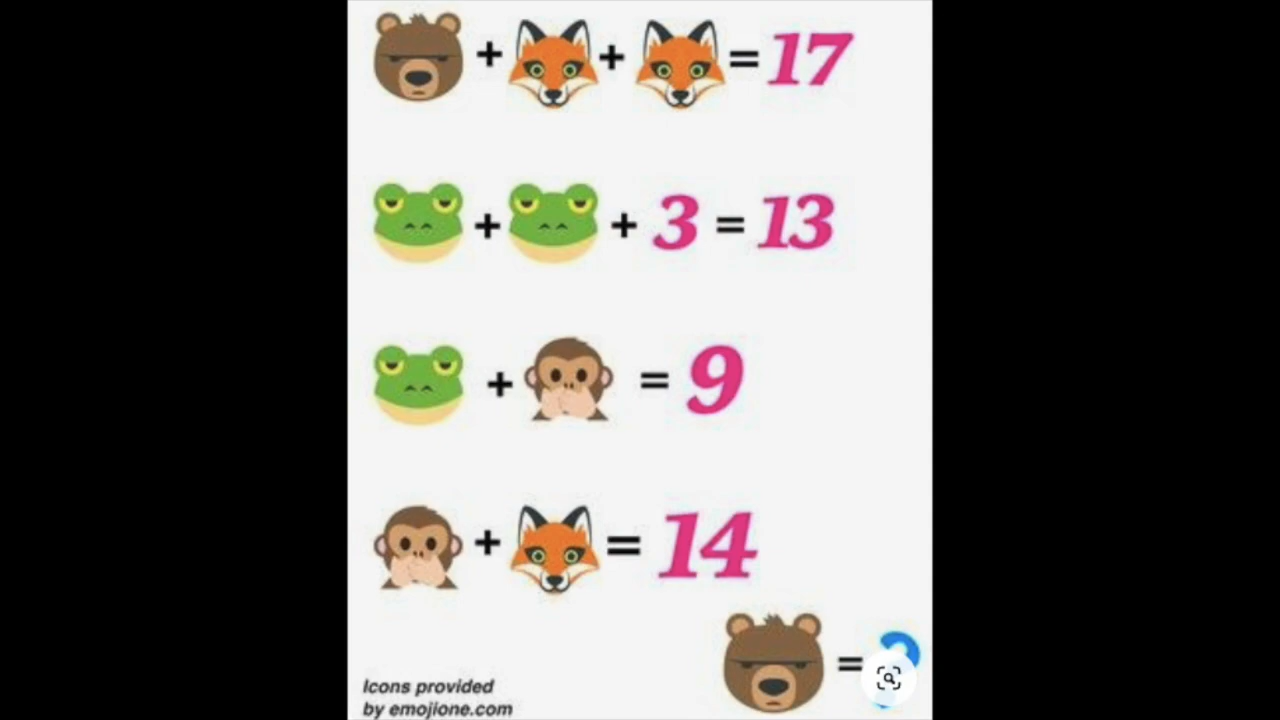 + + = 17
+ + 3 = 13
+ = 9
+ = 14
= ?
Icons provided
by emojione.com